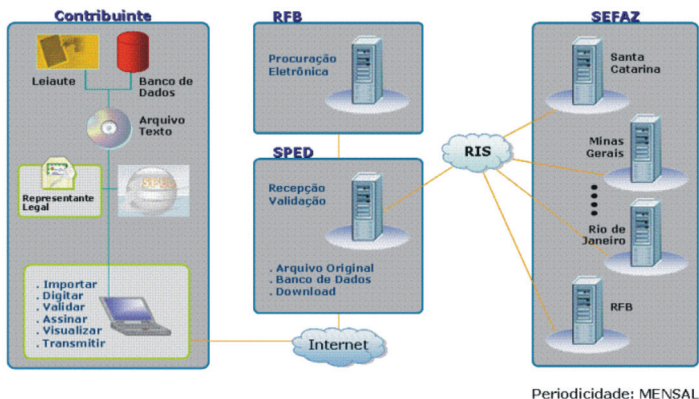 Contribuinte
Leiaute
Banco de
Dados
Arquivo
Texto
Representante
Legal
SPED
. Importar
. Digitar
. Validar
. Assinar
. Visualizar
. Transmitir
RFB
Procuração
Eletrônica
SPED
Recepção
Validação
. Arquivo Original
. Banco de Dados
. Download
Internet
RIS
SEFAZ
Santa
Catarina
Minas
Gerais
Rio de
Janeiro
RFB
Periodicidade: MENSAL